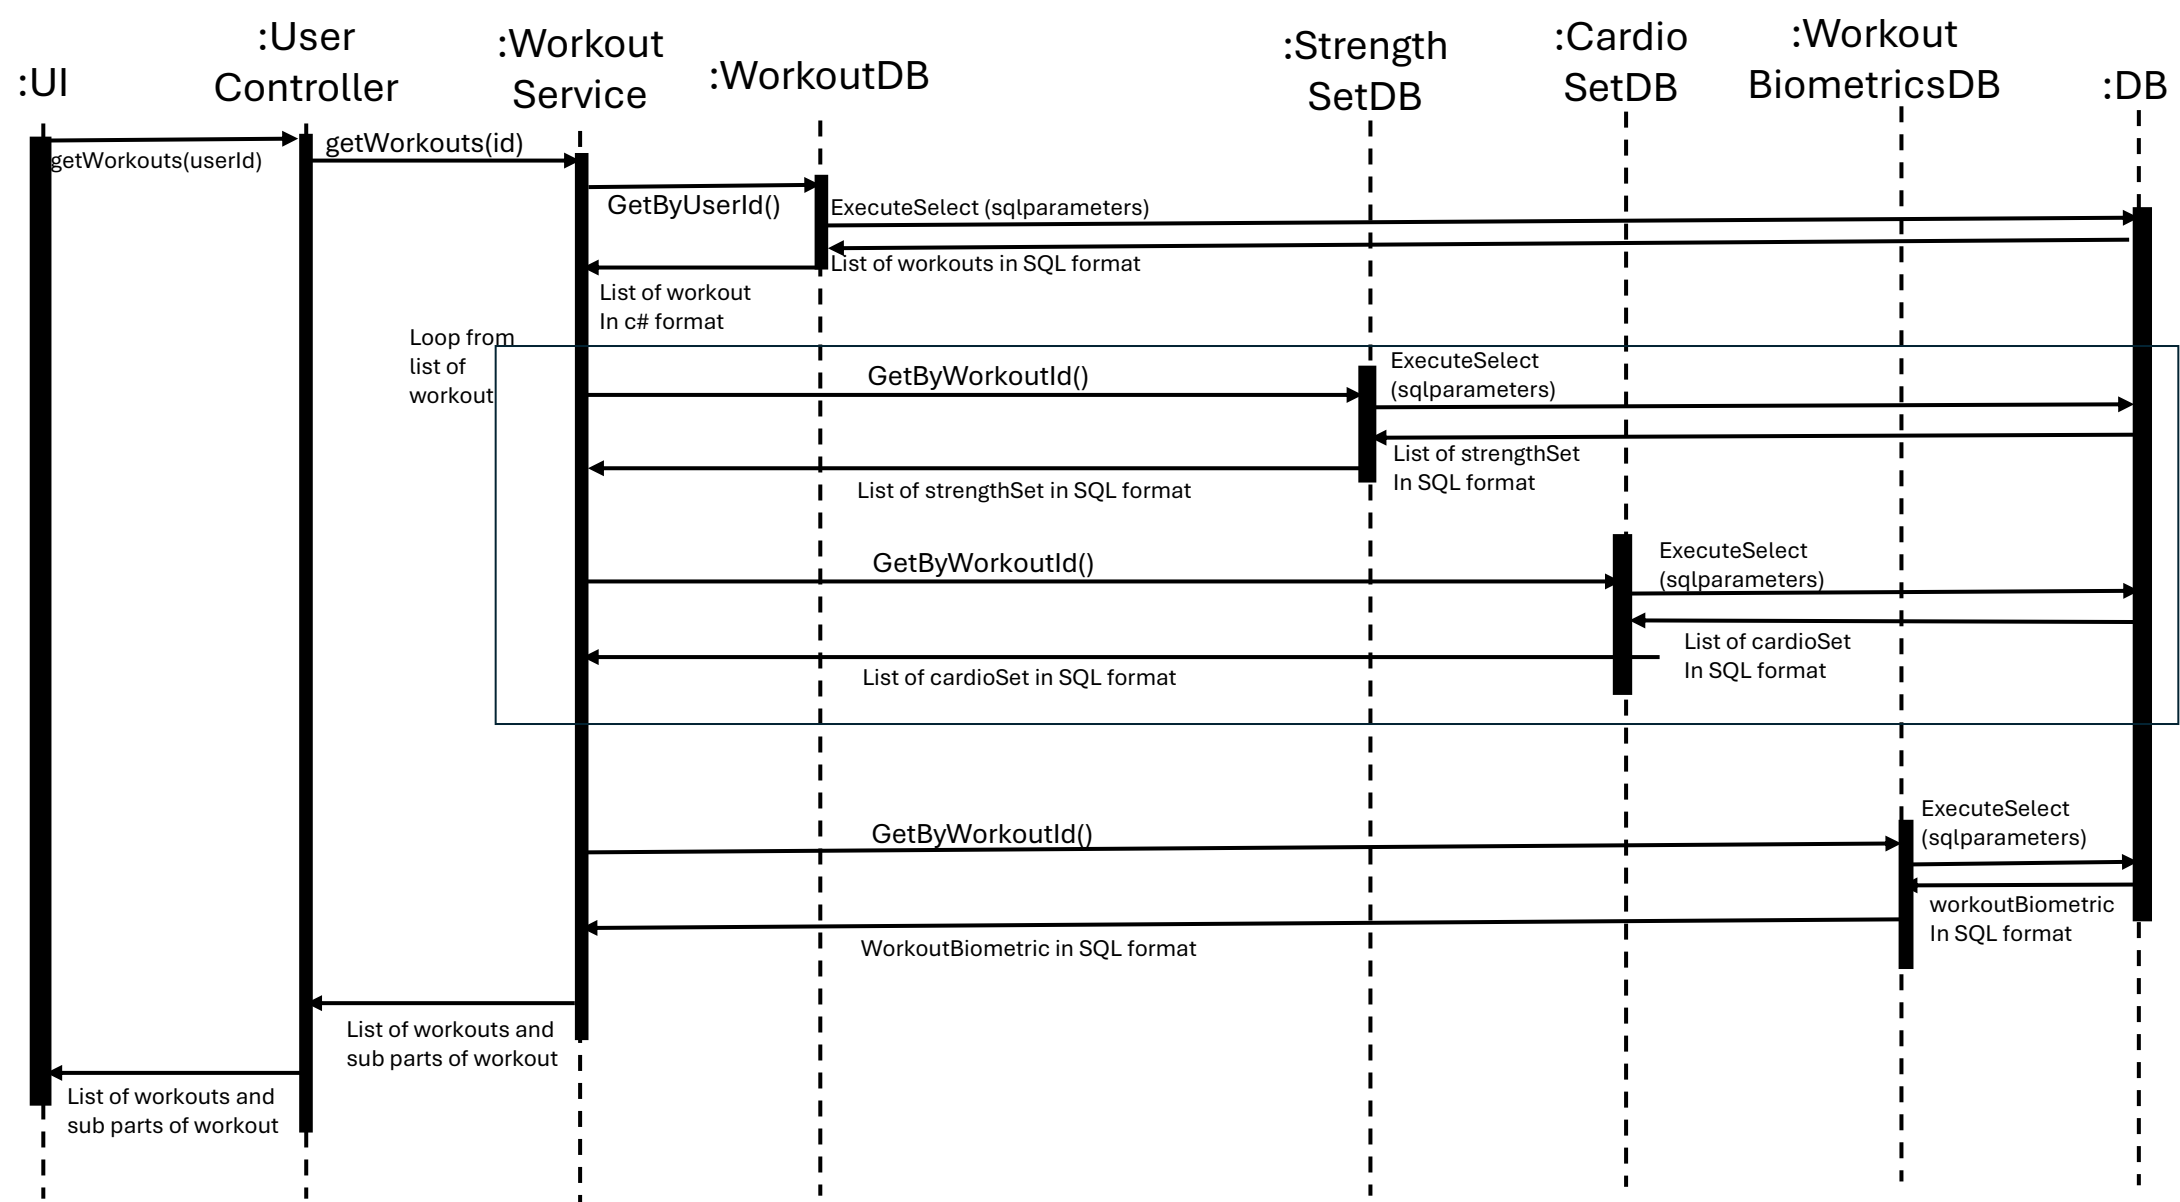 :UI
:User
Controller
:Workout
Service
:WorkoutDB
:Strength
SetDB
:Cardio
SetDB
:Workout
BiometricsDB
:DB
getWorkouts(userId)
getWorkouts(id)
GetByUserId()
ExecuteSelect (sqlparameters)
List of workouts in SQL format
List of workout
In c# format
Loop from
list of
workout
GetByWorkoutId()
ExecuteSelect
(sqlparameters)
List of strengthSet
In SQL format
List of strengthSet in SQL format
GetByWorkoutId()
ExecuteSelect
(sqlparameters)
List of cardioSet
In SQL format
List of cardioSet in SQL format
GetByWorkoutId()
ExecuteSelect
(sqlparameters)
workoutBiometric
In SQL format
WorkoutBiometric in SQL format
List of workouts and
sub parts of workout
List of workouts and
sub parts of workout